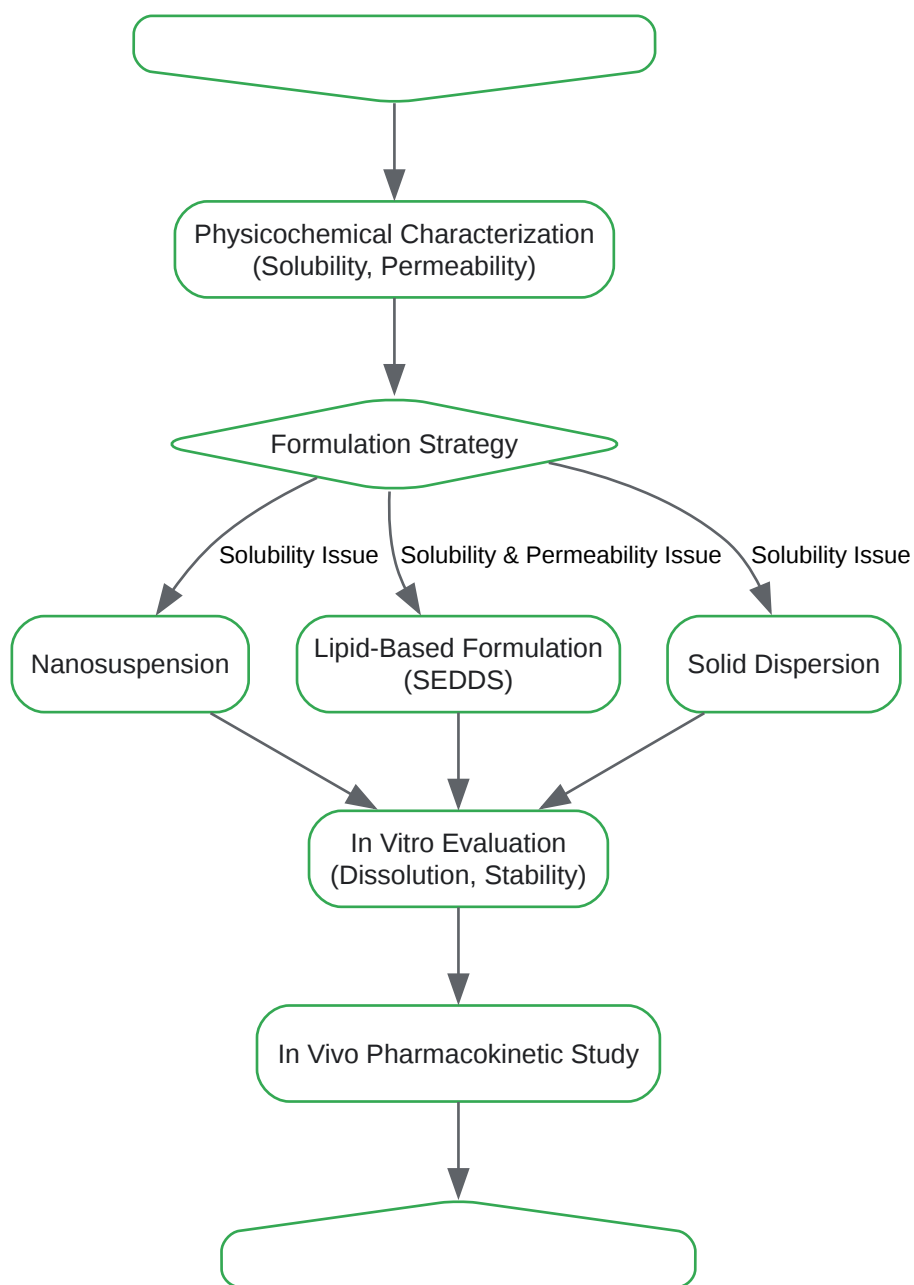 Physicochemical Characterization
(Solubility, Permeability)
Formulation Strategy
Solubility Issue
Solubility & Permeability Issue
Solubility Issue
Nanosuspension
Lipid-Based Formulation
(SEDDS)
Solid Dispersion
In Vitro Evaluation
(Dissolution, Stability)
In Vivo Pharmacokinetic Study